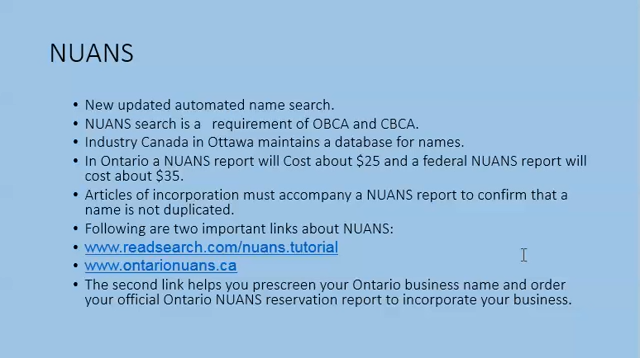 NUANS
• New updated automated name search.
• NUANS search is a requirement of OBCA and CBCA.
• Industry Canada in Ottawa maintains a database for names.
• In Ontario a NUANS report will Cost about $25 and a federal NUANS report will
cost about $35.
• Articles of incorporation must accompany a NUANS report to confirm that a
name is not duplicated.
• Following are two important links about NUANS:
• www.readsearch.com/nuans.tutorial
• www.ontarionuans.ca
• The second link helps you prescreen your Ontario business name and order
your official Ontario NUANS reservation report to incorporate your business.